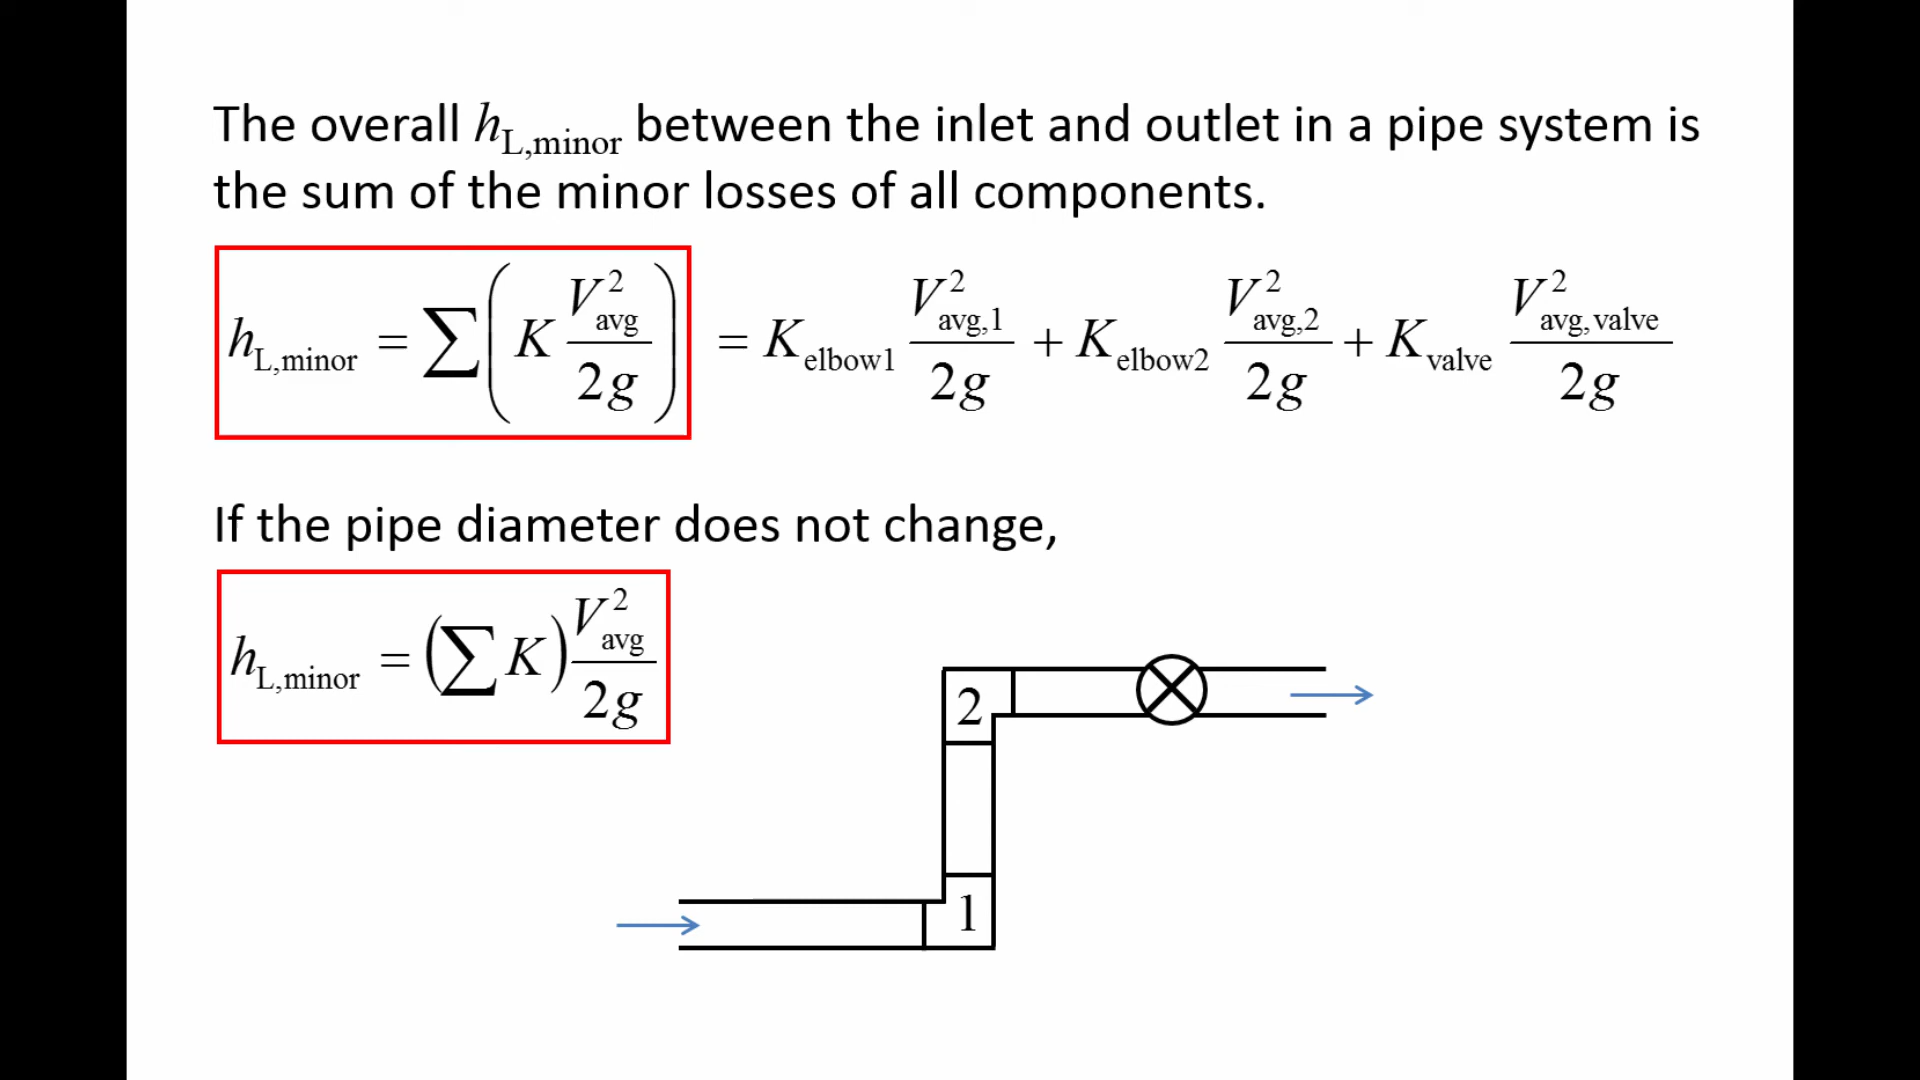 The overall h_L,minor between the inlet and outlet in a pipe system is
the sum of the minor losses of all components.
h_L,minor = ∑(K V²_avg / 2g) = K_elbow1 V²_avg,1 / 2g + K_elbow2 V²_avg,2 / 2g + K_valve V²_avg,valve / 2g
If the pipe diameter does not change,
h_L,minor = (∑K) V²_avg / 2g
2
1